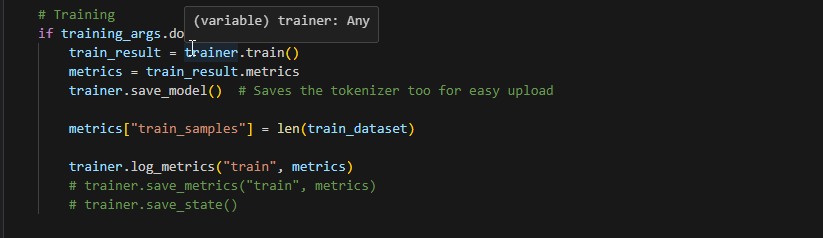 # Training
(variable) trainer: Any
if training_args.do
train_result = trainer.train()
metrics = train_result.metrics
trainer.save_model()  # Saves the tokenizer too for easy upload
metrics["train_samples"] = len(train_dataset)
trainer.log_metrics("train", metrics)
# trainer.save_metrics("train", metrics)
# trainer.save_state()